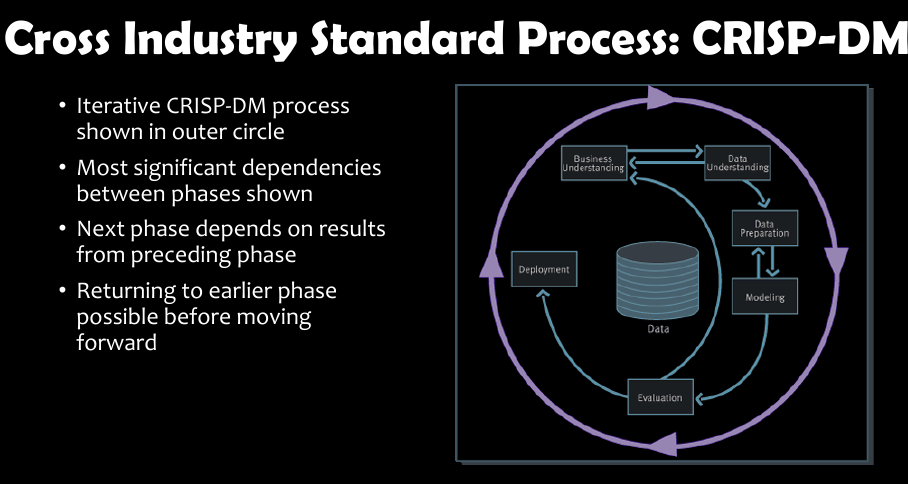 Cross Industry Standard Process: CRISP-DM
• Iterative CRISP-DM process
shown in outer circle
• Most significant dependencies
between phases shown
• Next phase depends on results
from preceding phase
• Returning to earlier phase
possible before moving
forward
Business
Understanding
Data
Understanding
Data
Preparation
Deployment
Modeling
Data
Evaluation